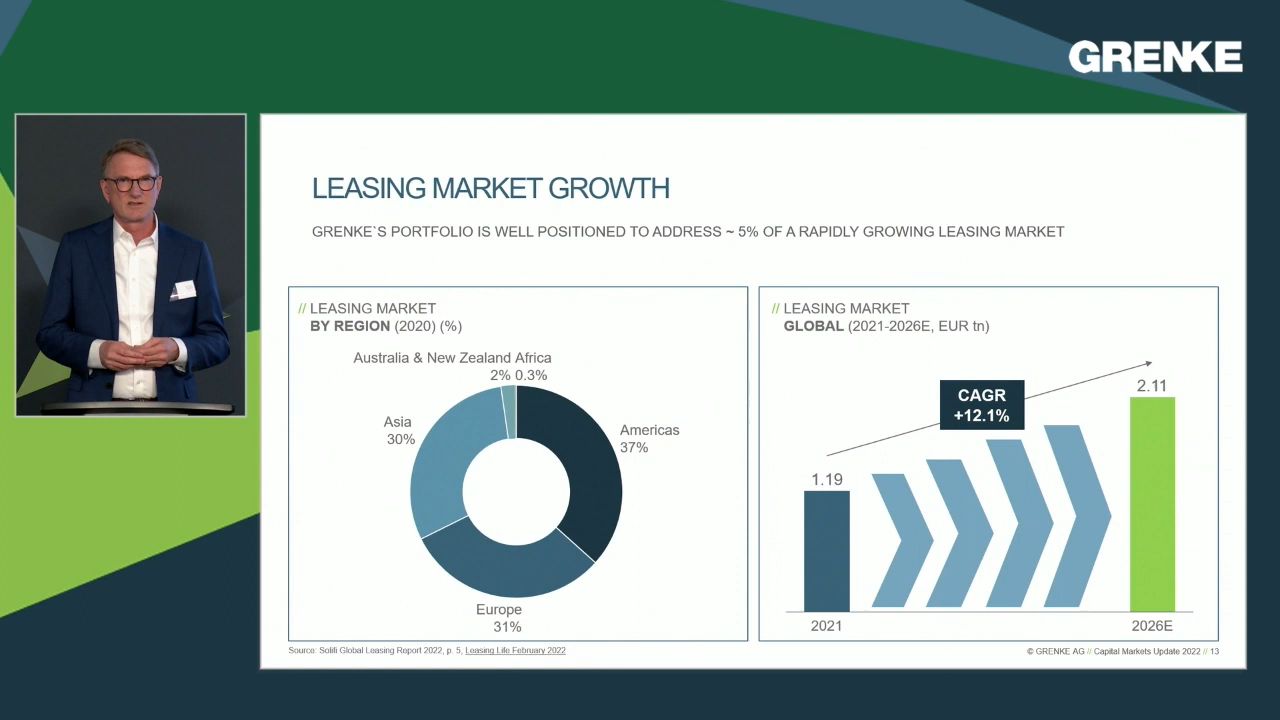 GRENKE
LEASING MARKET GROWTH
GRENKE`S PORTFOLIO IS WELL POSITIONED TO ADDRESS ~ 5% OF A RAPIDLY GROWING LEASING MARKET
// LEASING MARKET
BY REGION (2020) (%)
Australia & New Zealand Africa
2% 0.3%
Asia
30%
Americas
37%
Europe
31%
// LEASING MARKET
GLOBAL (2021-2026E, EUR tn)
CAGR
+12.1%
2.11
1.19
2021
2026E
Source: Solifi Global Leasing Report 2022, p. 5, Leasing Life February 2022
© GRENKE AG // Capital Markets Update 2022 // 13